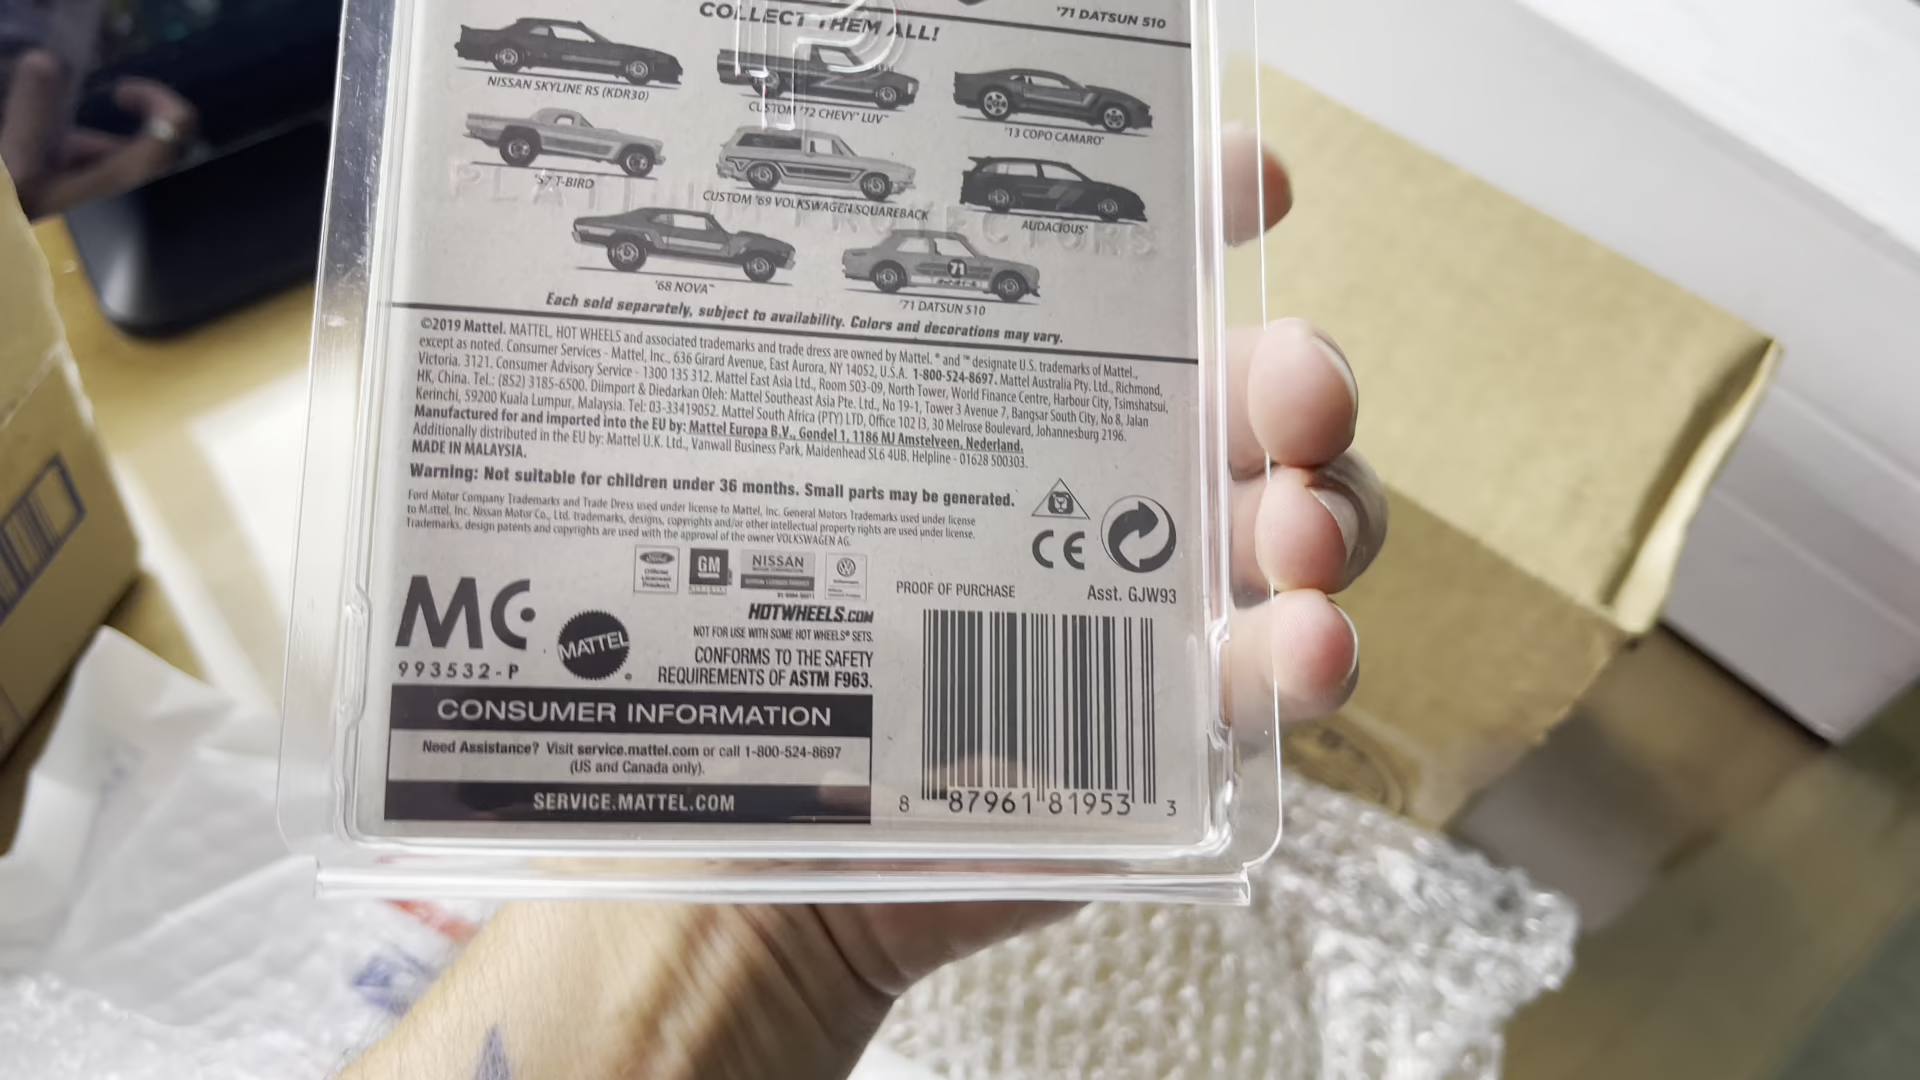 '71 DATSUN 510
COLLECT THEM ALL!
NISSAN SKYLINE RS (KDR30)
CUSTOM '72 CHEVY™ LUV™
'13 COPO CAMARO®
'57 T-BIRD
CUSTOM '69 VOLKSWAGEN SQUAREBACK
AUDACIOUS™
PLATINUM PROTECTORS
'68 NOVA™
71
'71 DATSUN 510
Each sold separately, subject to availability. Colors and decorations may vary.
©2019 Mattel. MATTEL, HOT WHEELS and associated trademarks and trade dress are owned by Mattel. ® and ™ designate U.S. trademarks of Mattel,
except as noted. Consumer Services - Mattel, Inc., 636 Girard Avenue, East Aurora, NY 14052, U.S.A. 1-800-524-8697. Mattel Australia Pty. Ltd., Richmond,
Victoria. 3121. Consumer Advisory Service - 1300 135 312. Mattel East Asia Ltd., Room 503-09, North Tower, World Finance Centre, Harbour City, Tsimshatsui,
HK, China. Tel.: (852) 3185-6500. Diimport & Diedarkan Oleh: Mattel Southeast Asia Pte. Ltd., No 19-1, Tower 3 Avenue 7, Bangsar South City, No 8, Jalan
Kerinchi, 59200 Kuala Lumpur, Malaysia. Tel: 03-33419052. Mattel South Africa (PTY) LTD, Office 102 I3, 30 Melrose Boulevard, Johannesburg 2196.
Manufactured for and imported into the EU by: Mattel Europa B.V., Gondel 1, 1186 MJ Amstelveen, Nederland.
Additionally distributed in the EU by: Mattel U.K. Ltd., Vanwall Business Park, Maidenhead SL6 4UB. Helpline - 01628 500303.
MADE IN MALAYSIA.
Warning: Not suitable for children under 36 months. Small parts may be generated.
Ford Motor Company Trademarks and Trade Dress used under license to Mattel, Inc. General Motors Trademarks used under license
to Mattel, Inc. Nissan Motor Co., Ltd. trademarks, designs, copyrights and/or other intellectual property rights are used under license.
Trademarks, design patents and copyrights are used with the approval of the owner VOLKSWAGEN AG.
CE
Ford
Official
Licensed
Product
GM
NISSAN
MC
993532-P
MATTEL
HOTWHEELS.COM
NOT FOR USE WITH SOME HOT WHEELS® SETS.
CONFORMS TO THE SAFETY
REQUIREMENTS OF ASTM F963.
PROOF OF PURCHASE
Asst. GJW93
CONSUMER INFORMATION
Need Assistance? Visit service.mattel.com or call 1-800-524-8697
(US and Canada only).
SERVICE.MATTEL.COM
8 87961 81953 3